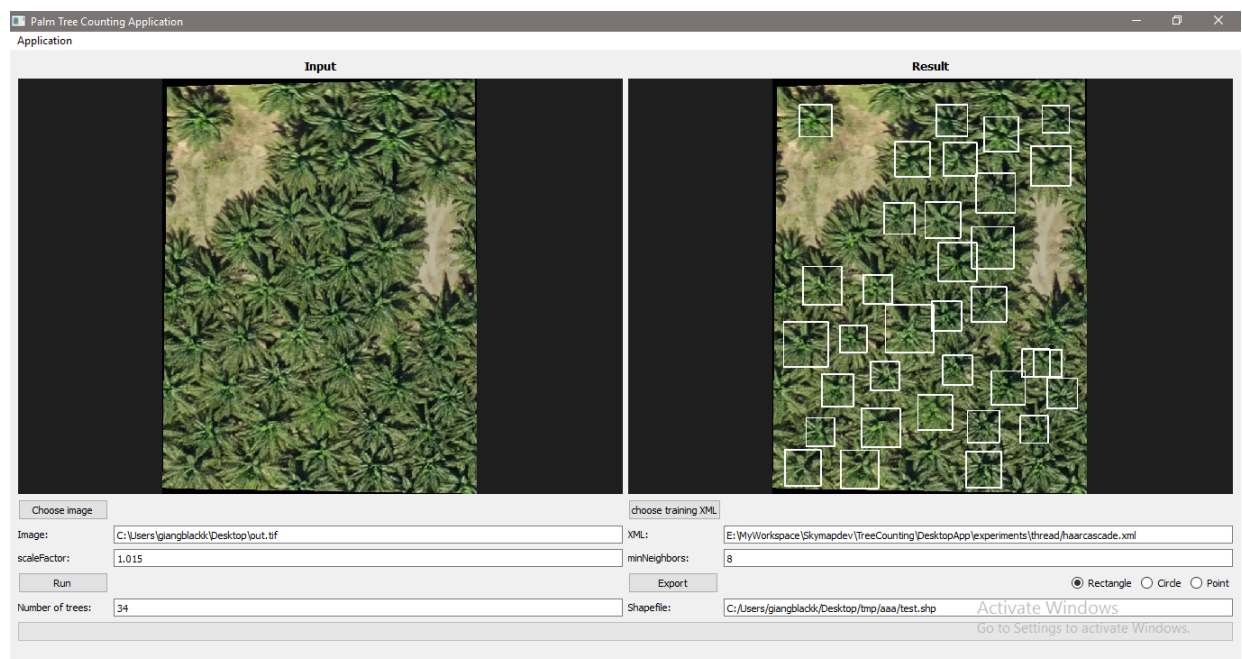 Palm Tree Counting Application
Application
Input
Result
Choose image
choose training XML
Image:
C:\Users\giangblackk\Desktop\out.tif
XML:
E:\MyWorkspace\Skymapdev\TreeCounting\DesktopApp\experiments\thread/haarcascade.xml
scaleFactor:
1.015
minNeighbors:
8
Run
Export
Rectangle
Circle
Point
Number of trees:
34
Shapefile:
C:/Users/giangblackk/Desktop/tmp/aaa/test.shp
Activate Windows
Go to Settings to activate Windows.